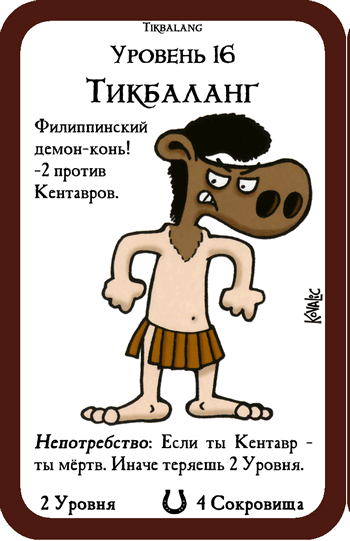 Tikbalang
Уровень 16
Тикбаланг
Филиппинский
демон-конь!
-2 против
Кентавров.
Kovalic
Непотребство: Если ты Кентавр -
ты мёртв. Иначе теряешь 2 Уровня.
2 Уровня 4 Сокровища